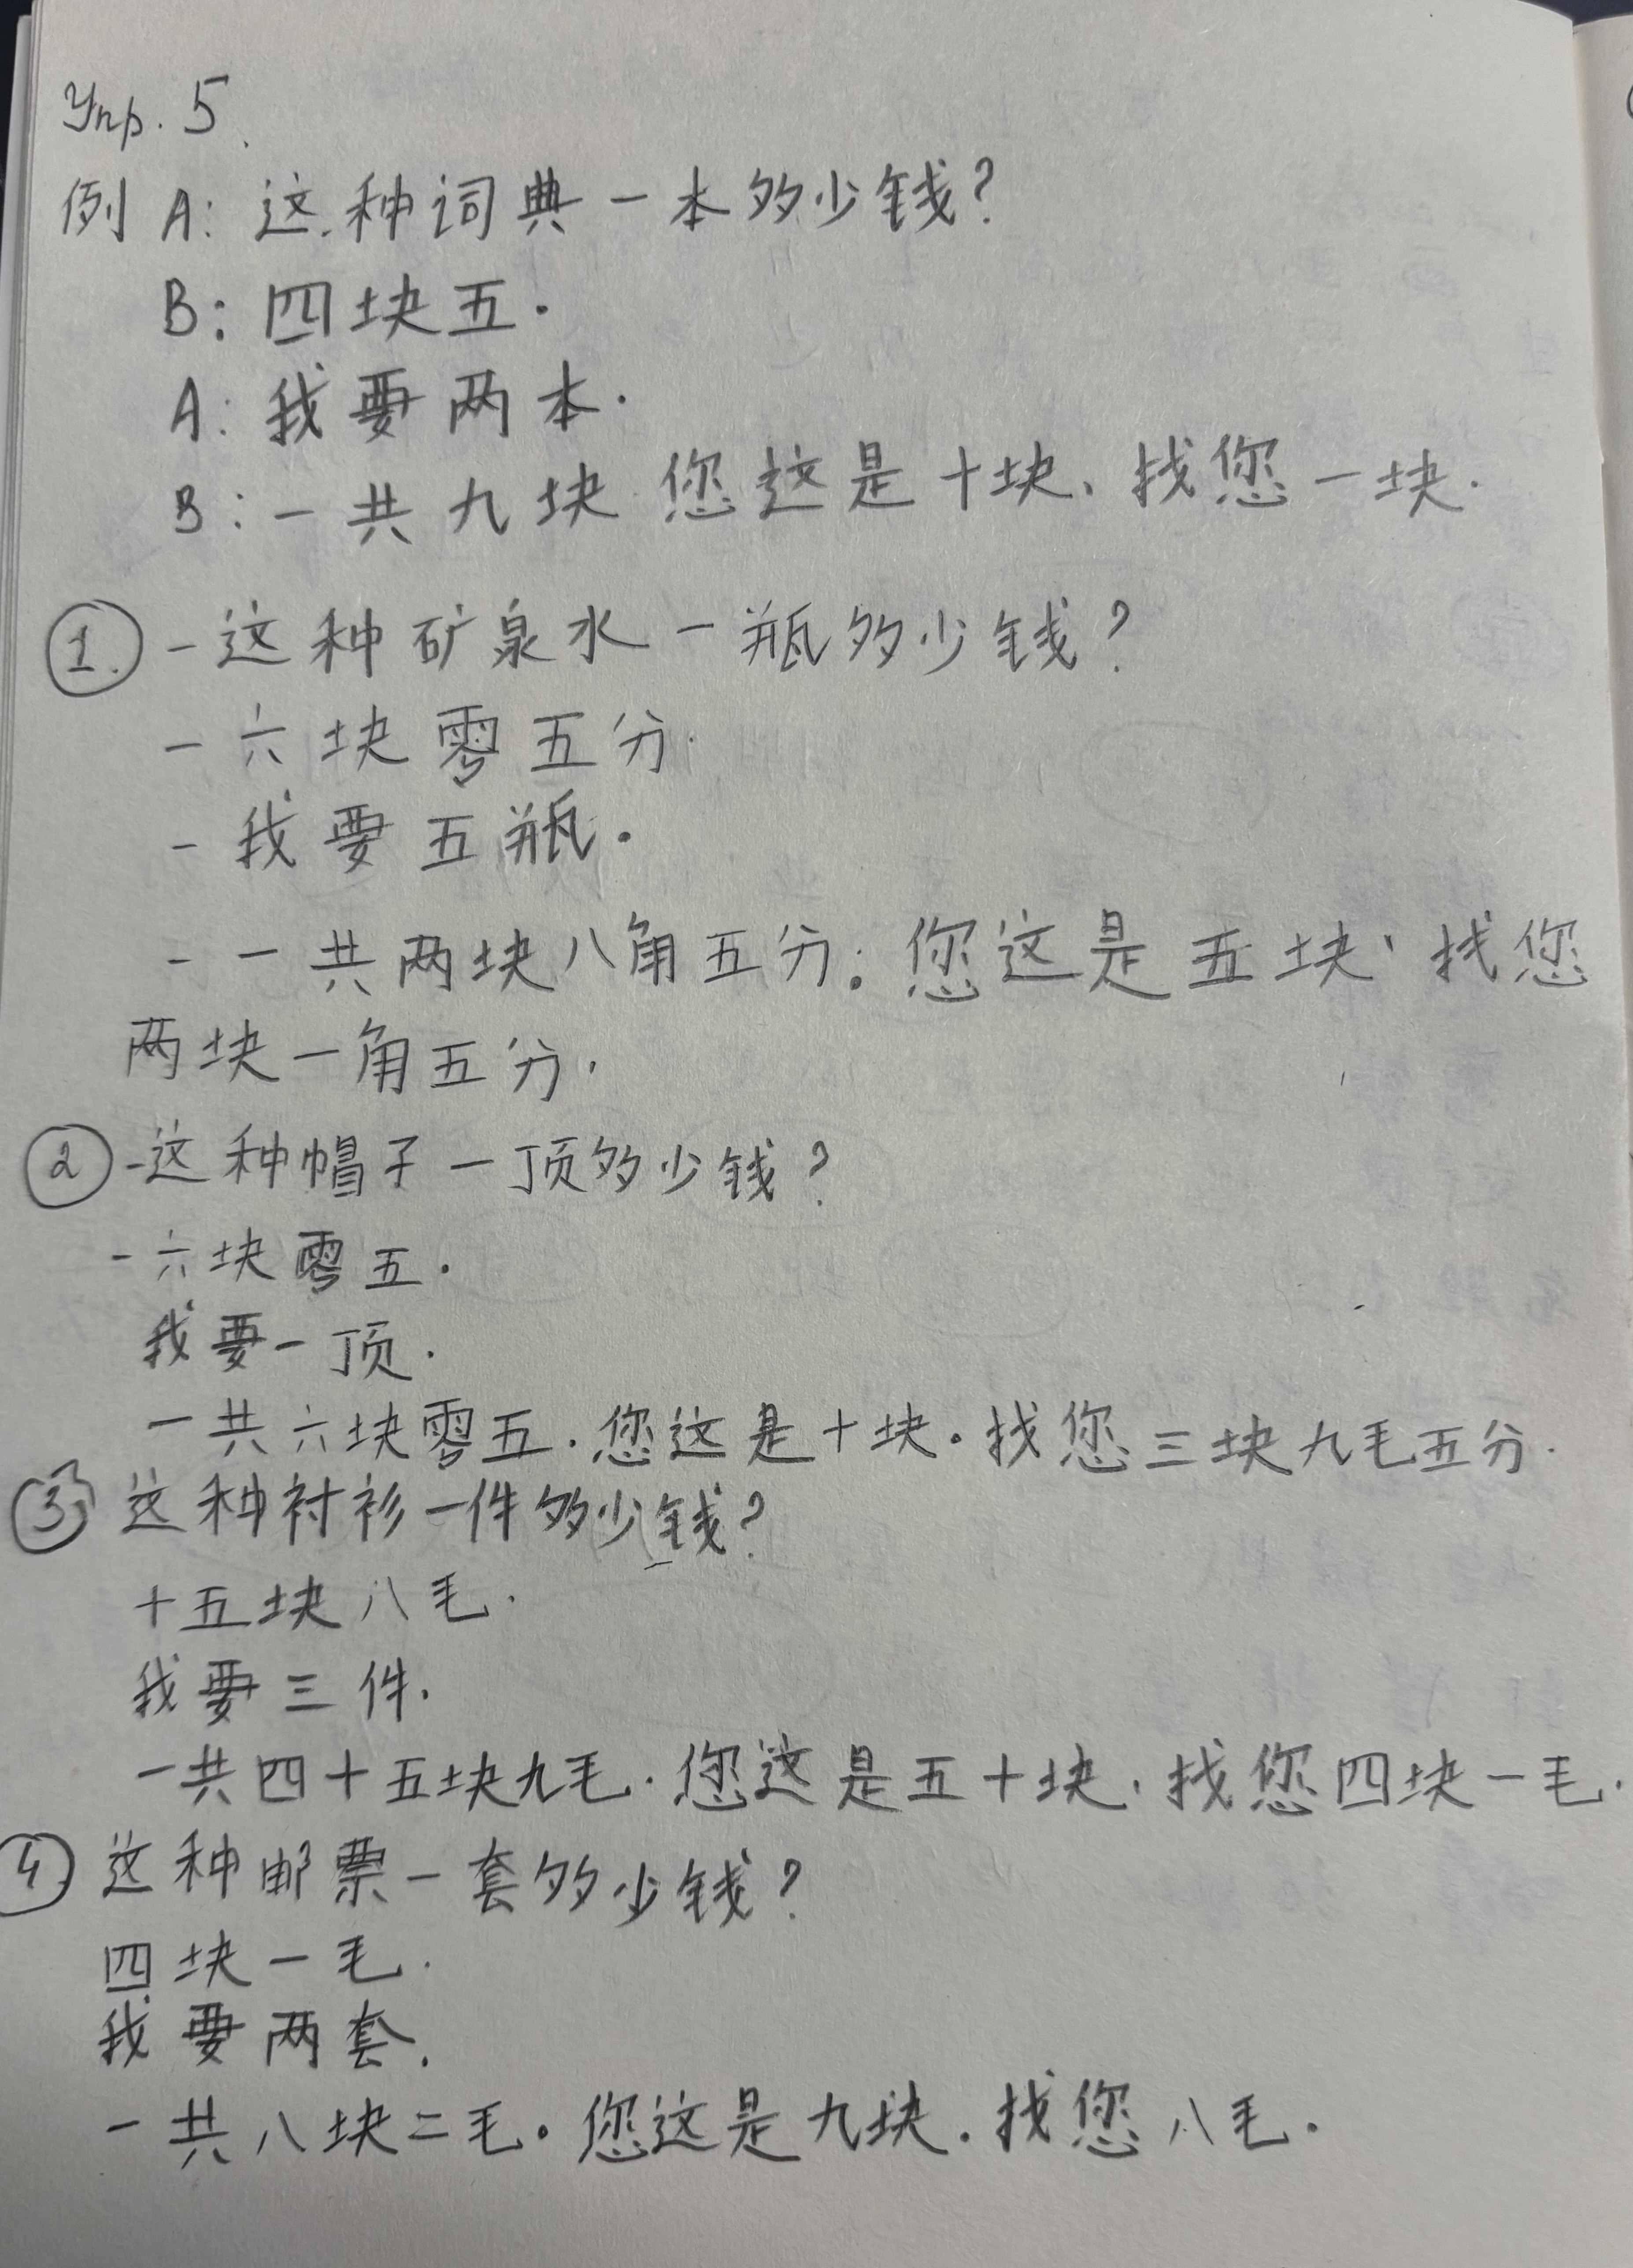 Упр. 5.
例 A: 这种词典一本多少钱?
B: 四块五.
A: 我要两本.
B: 一共九块 您这是十块、找您一块.
1. - 这种矿泉水一瓶多少钱?
- 六块零五分.
- 我要五瓶.
- 一共两块八角五分. 您这是五块、找您
两块一角五分.
2 - 这种帽子一顶多少钱?
- 六块零五.
我要一顶.
一共六块零五. 您这是十块. 找您三块九毛五分.
3 这种衬衫一件多少钱?
十五块八毛.
我要三件.
一共四十五块九毛. 您这是五十块. 找您四块一毛.
4. 这种邮票一套多少钱?
四块一毛.
我要两套.
一共八块二毛. 您这是九块. 找您八毛.